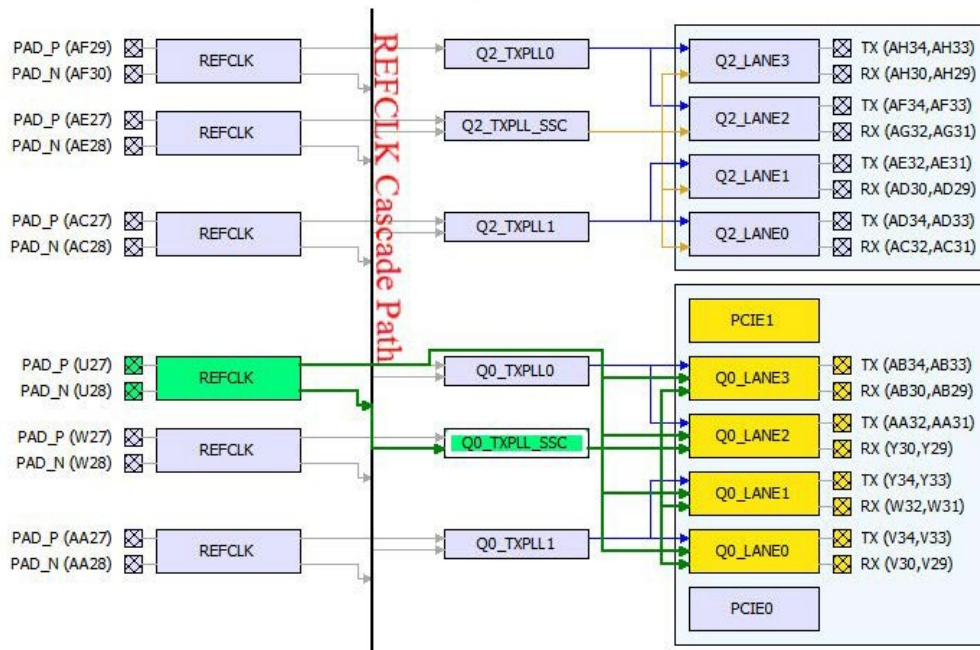 PAD_P (AF29)
PAD_N (AF30)
REFCLK
Q2_TXPLL0
Q2_LANE3
TX (AH34,AH33)
RX (AH30,AH29)
PAD_P (AE27)
PAD_N (AE28)
REFCLK
Q2_TXPLL_SSC
Q2_LANE2
TX (AF34,AF33)
RX (AG32,AG31)
Q2_LANE1
TX (AE32,AE31)
RX (AD30,AD29)
PAD_P (AC27)
PAD_N (AC28)
REFCLK
Q2_TXPLL1
Q2_LANE0
TX (AD34,AD33)
RX (AC32,AC31)
REFCLK Cascade Path
PCIE1
PAD_P (U27)
PAD_N (U28)
REFCLK
Q0_TXPLL0
Q0_LANE3
TX (AB34,AB33)
RX (AB30,AB29)
PAD_P (W27)
PAD_N (W28)
REFCLK
Q0_TXPLL_SSC
Q0_LANE2
TX (AA32,AA31)
RX (Y30,Y29)
Q0_LANE1
TX (Y34,Y33)
RX (W32,W31)
PAD_P (AA27)
PAD_N (AA28)
REFCLK
Q0_TXPLL1
Q0_LANE0
TX (V34,V33)
RX (V30,V29)
PCIE0